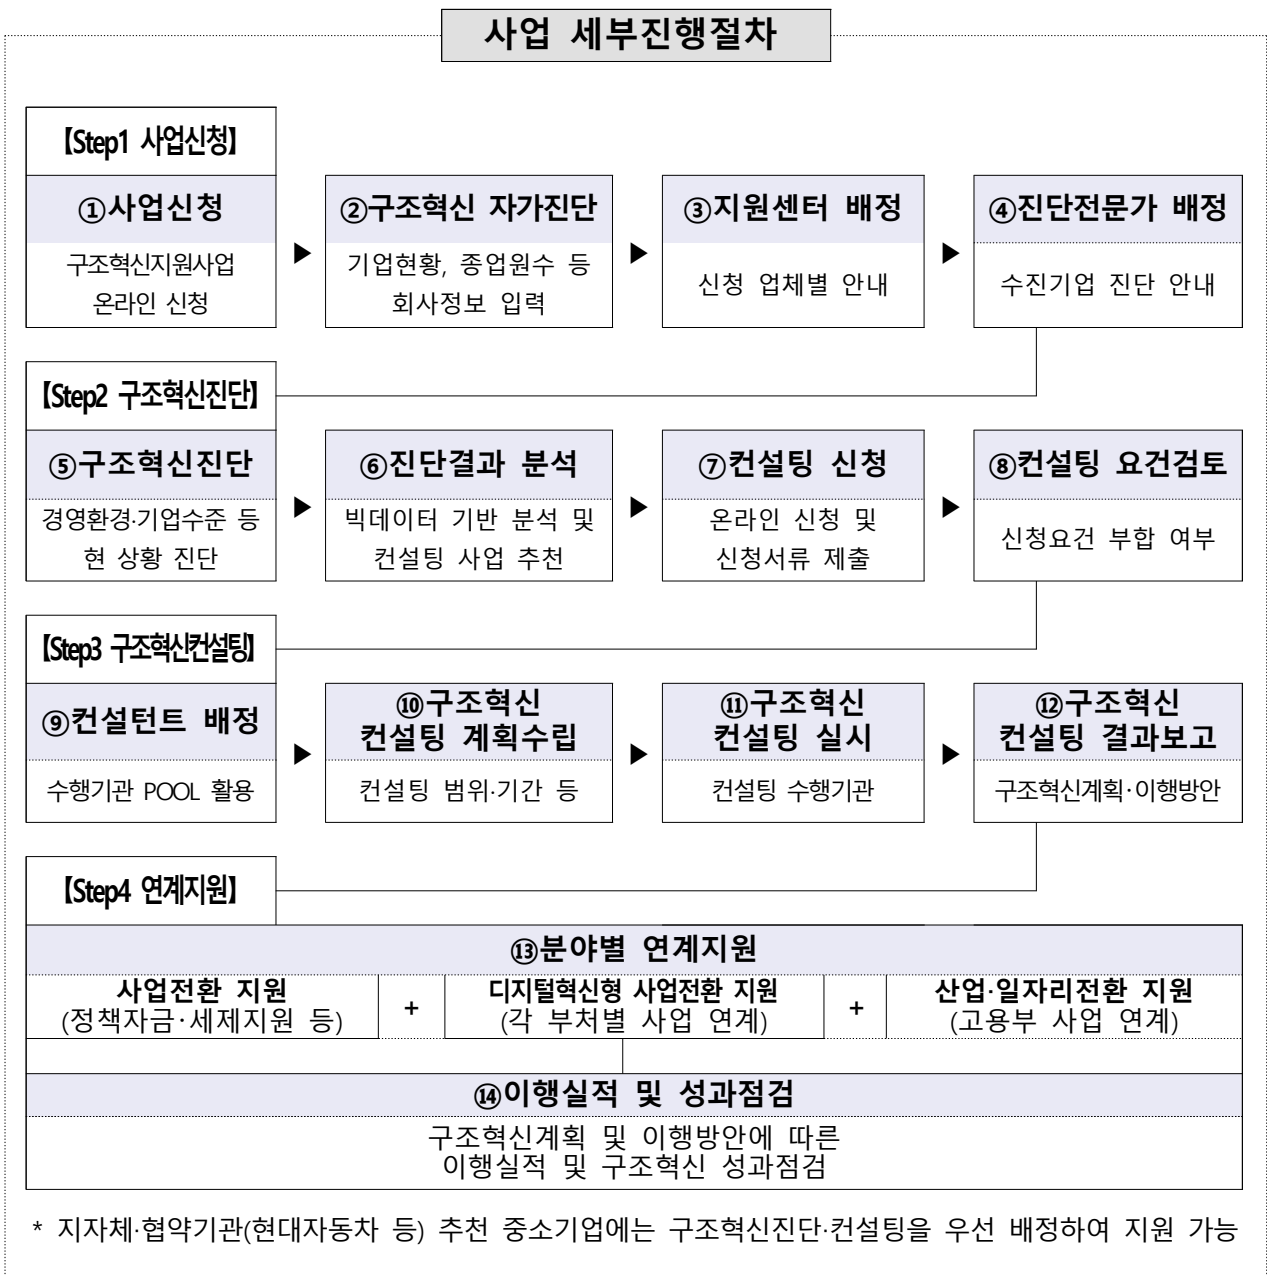 사업 세부진행절차
【Step1 사업신청】
①사업신청
구조혁신지원사업
온라인 신청
▶
②구조혁신 자가진단
기업현황, 종업원수 등
회사정보 입력
▶
③지원센터 배정
신청 업체별 안내
▶
④진단전문가 배정
수진기업 진단 안내
【Step2 구조혁신진단】
⑤구조혁신진단
경영환경·기업수준 등
현 상황 진단
▶
⑥진단결과 분석
빅데이터 기반 분석 및
컨설팅 사업 추천
▶
⑦컨설팅 신청
온라인 신청 및
신청서류 제출
▶
⑧컨설팅 요건검토
신청요건 부합 여부
【Step3 구조혁신컨설팅】
⑨컨설턴트 배정
수행기관 POOL 활용
▶
⑩구조혁신
컨설팅 계획수립
컨설팅 범위·기간 등
▶
⑪구조혁신
컨설팅 실시
컨설팅 수행기관
▶
⑫구조혁신
컨설팅 결과보고
구조혁신계획·이행방안
【Step4 연계지원】
⑬분야별 연계지원
사업전환 지원
(정책자금·세제지원 등)
+
디지털혁신형 사업전환 지원
(각 부처별 사업 연계)
+
산업·일자리전환 지원
(고용부 사업 연계)
⑭이행실적 및 성과점검
구조혁신계획 및 이행방안에 따른
이행실적 및 구조혁신 성과점검
* 지자체·협약기관(현대자동차 등) 추천 중소기업에는 구조혁신진단·컨설팅을 우선 배정하여 지원 가능